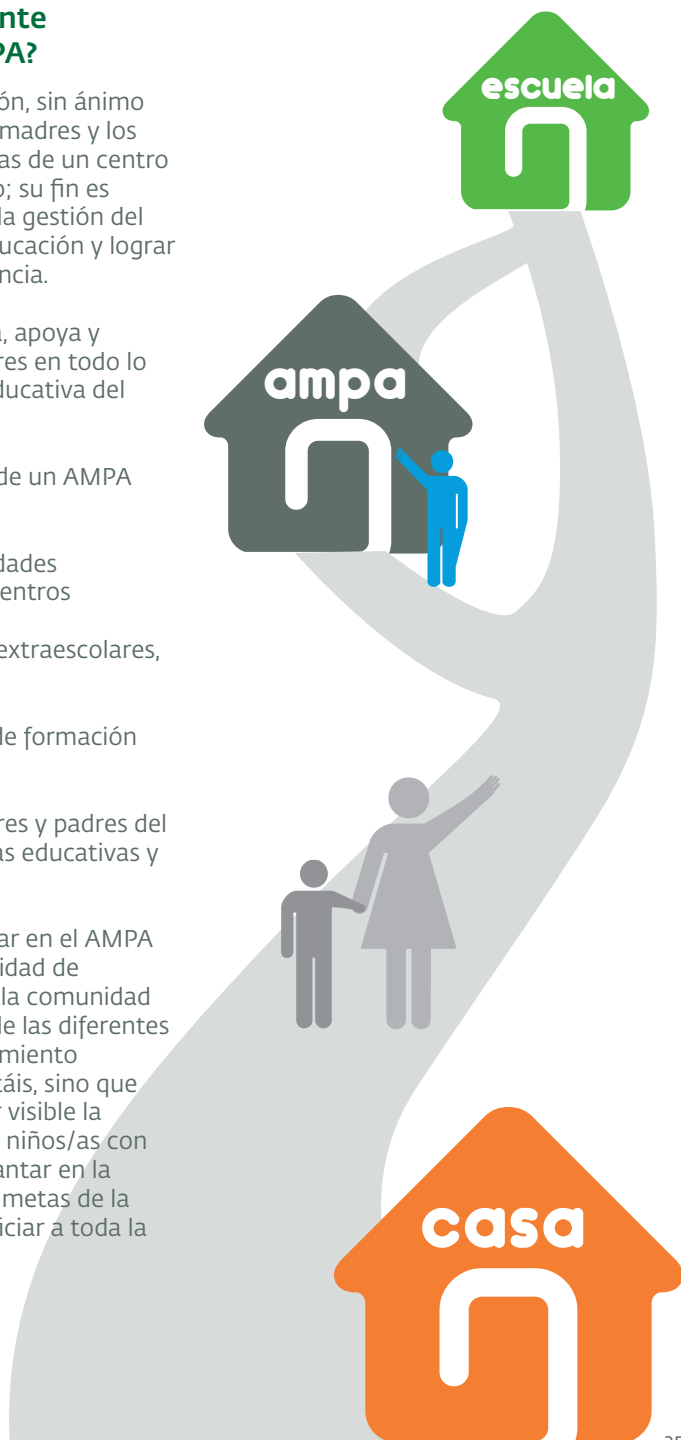 nte
PA?
ón, sin ánimo
madres y los
as de un centro
o; su fin es
la gestión del
ucación y lograr
ncia.
, apoya y
res en todo lo
ducativa del
de un AMPA
dades
entros
extraescolares,
de formación
res y padres del
as educativas y
ar en el AMPA
idad de
la comunidad
de las diferentes
miento
táis, sino que
r visible la
niños/as con
antar en la
metas de la
iciar a toda la
escuela
ampa
casa